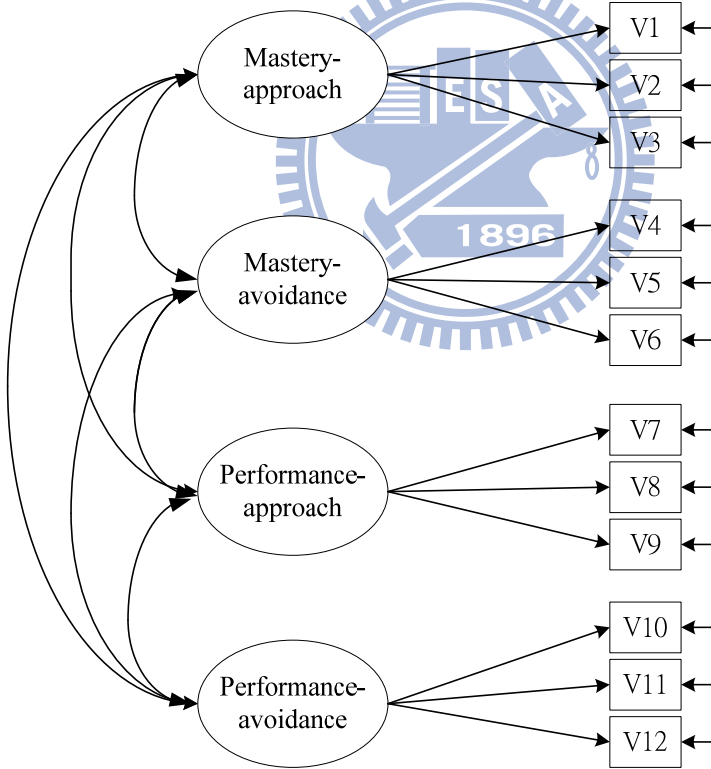 Mastery-
approach
V1
V2
V3
E S A
1896
Mastery-
avoidance
V4
V5
V6
Performance-
approach
V7
V8
V9
Performance-
avoidance
V10
V11
V12